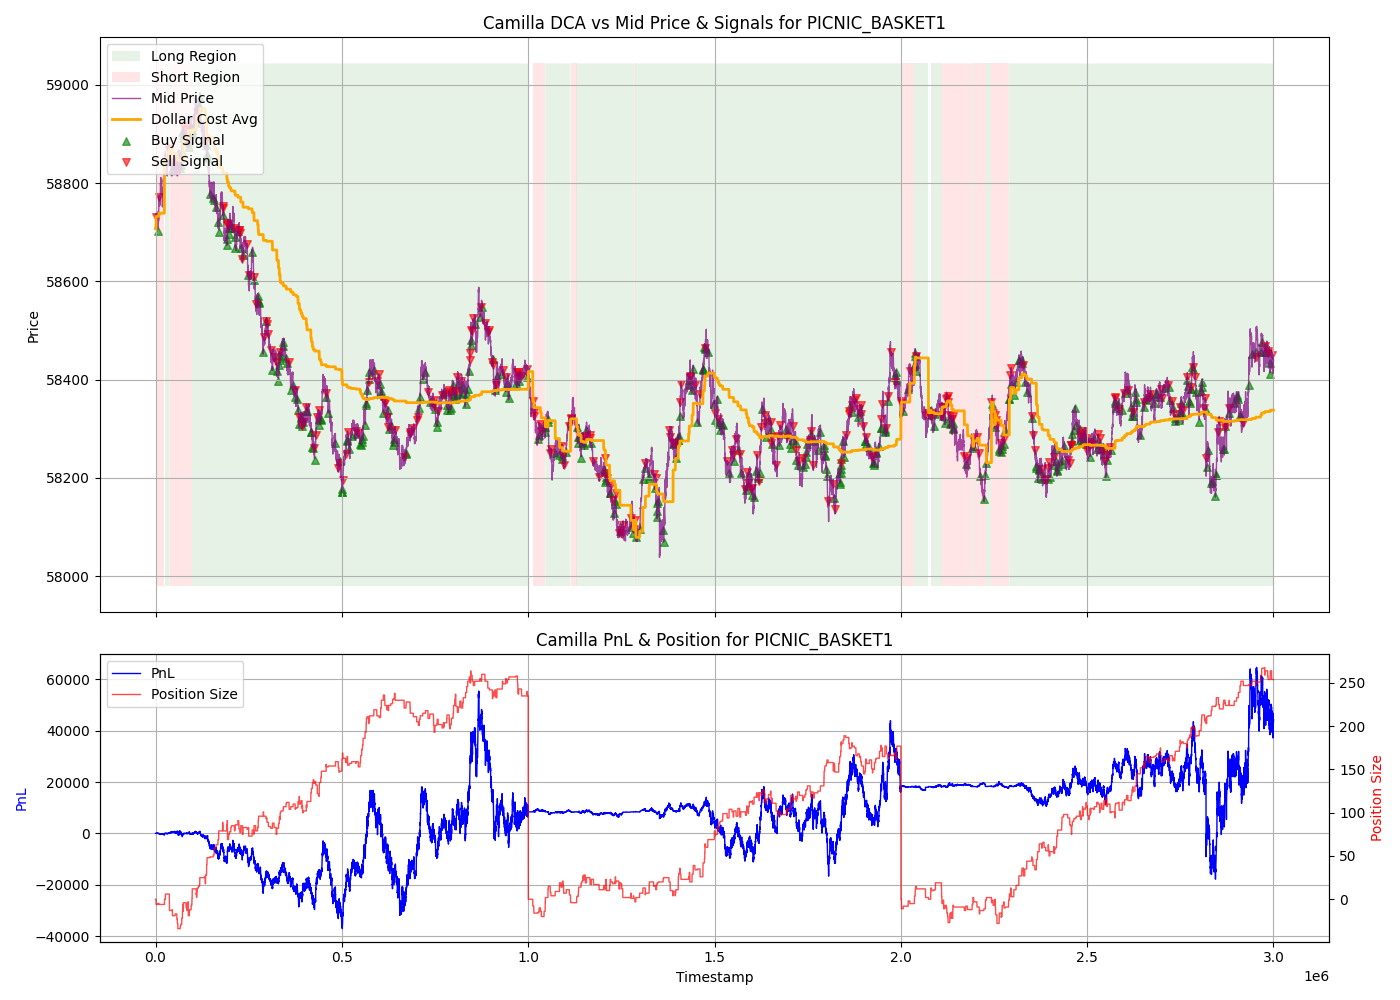 Camilla DCA vs Mid Price & Signals for PICNIC_BASKET1
Long Region
Short Region
Mid Price
Dollar Cost Avg
Buy Signal
Sell Signal
59000
58800
58600
58400
58200
58000
Price
Camilla PnL & Position for PICNIC_BASKET1
PnL
Position Size
60000
40000
20000
0
−20000
−40000
PnL
250
200
150
100
50
0
Position Size
0.0 0.5 1.0 1.5 2.0 2.5 3.0
Timestamp
1e6